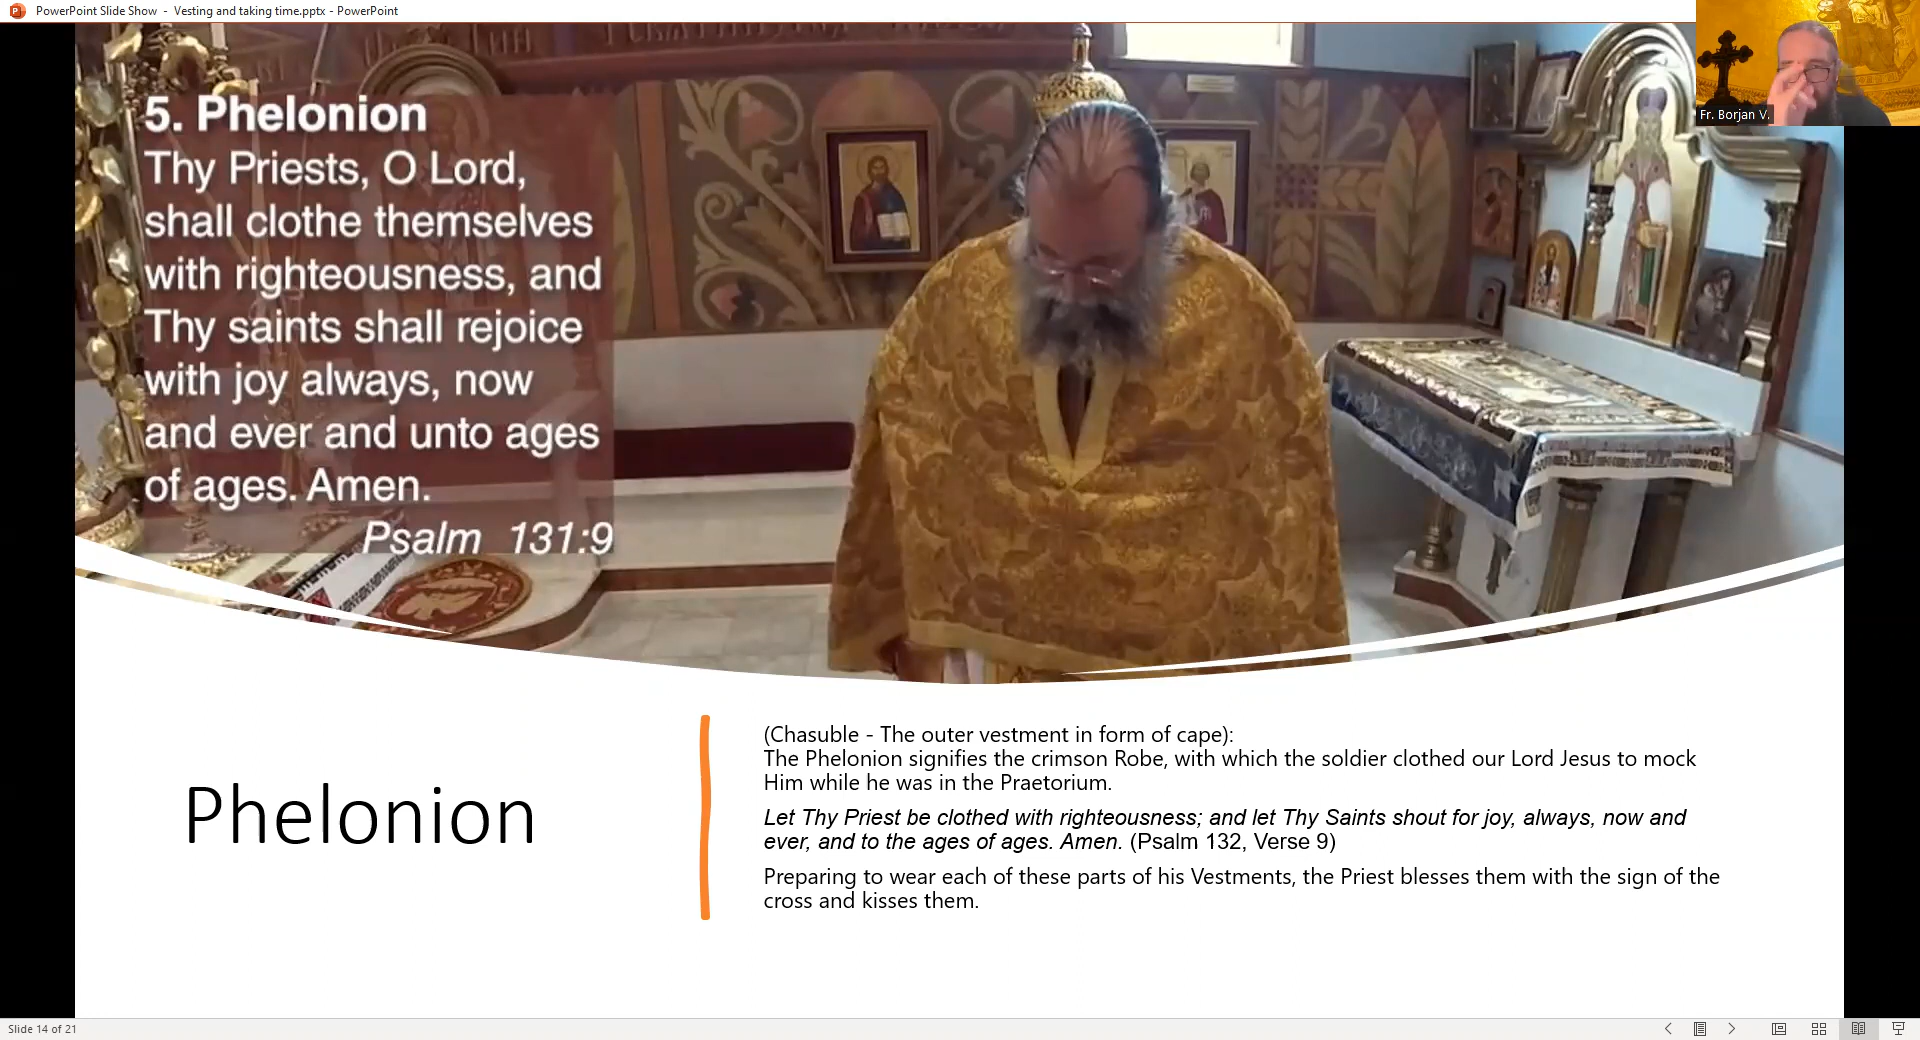 PowerPoint Slide Show - Vesting and taking time.pptx - PowerPoint
5. Phelonion
Thy Priests, O Lord,
shall clothe themselves
with righteousness, and
Thy saints shall rejoice
with joy always, now
and ever and unto ages
of ages. Amen.
Psalm 131:9
Fr. Borjan V.
Phelonion
(Chasuble - The outer vestment in form of cape):
The Phelonion signifies the crimson Robe, with which the soldier clothed our Lord Jesus to mock
Him while he was in the Praetorium.
Let Thy Priest be clothed with righteousness; and let Thy Saints shout for joy, always, now and
ever, and to the ages of ages. Amen. (Psalm 132, Verse 9)
Preparing to wear each of these parts of his Vestments, the Priest blesses them with the sign of the
cross and kisses them.
Slide 14 of 21